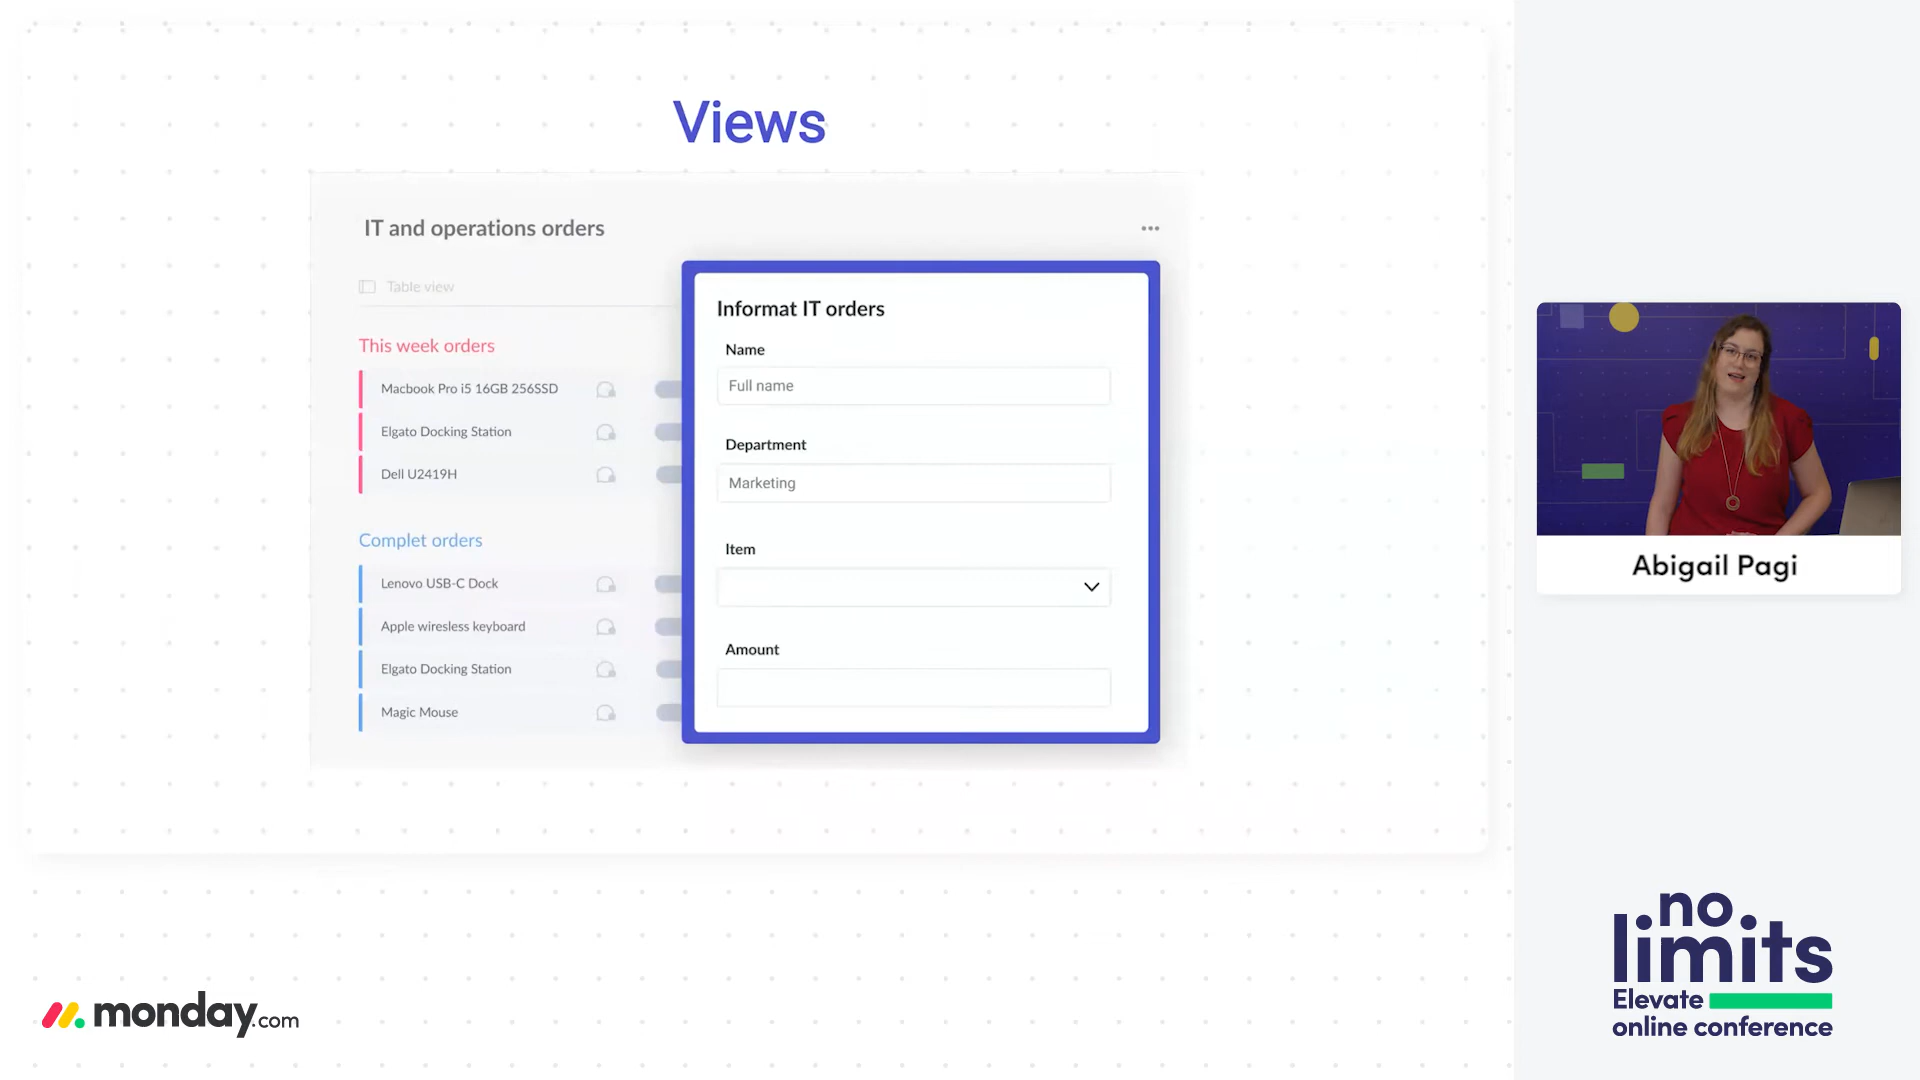 Views
IT and operations orders
Table view
This week orders
Macbook Pro i5 16GB 256SSD
Elgato Docking Station
Dell U2419H
Complet orders
Lenovo USB-C Dock
Apple wiresless keyboard
Elgato Docking Station
Magic Mouse
Informat IT orders
Name
Full name
Department
Marketing
Item
Amount
Abigail Pagi
monday.com
no
limits
Elevate
online conference